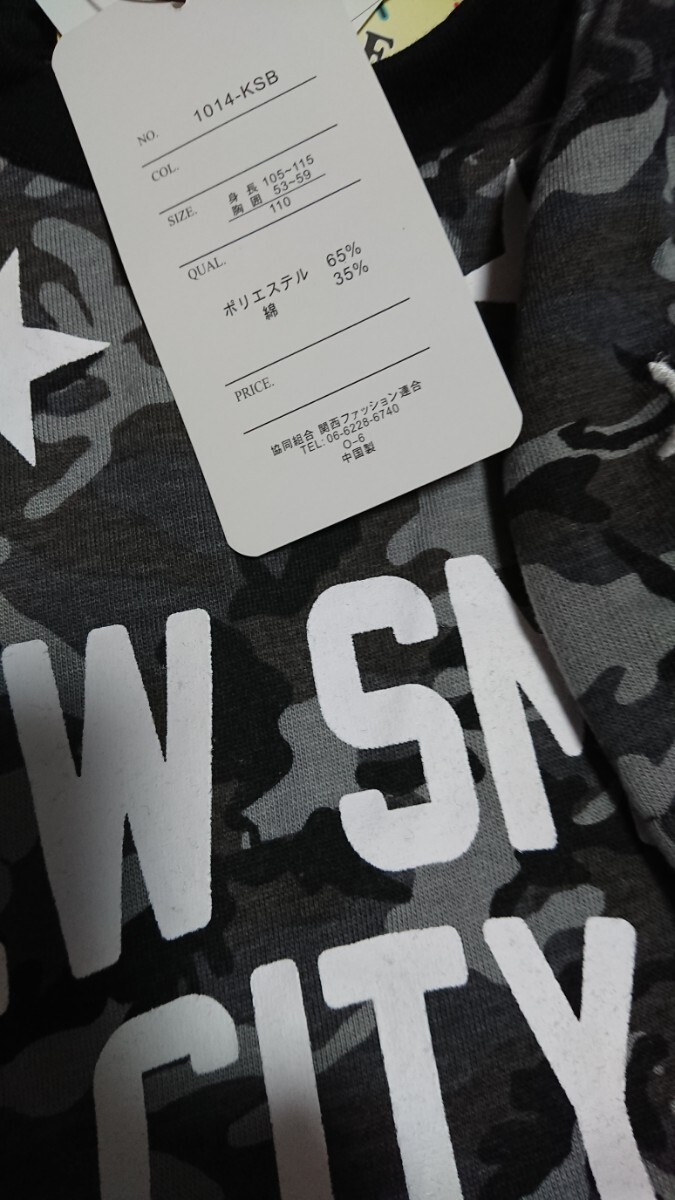 NO. 1014-KSB
COL.
SIZE. 身長 105~115
胸囲 53~59
110
QUAL.
ポリエステル 65%
綿 35%
PRICE.
協同組合 関西ファッション連合
TEL: 06-6228-6740
O-6
中国製
W SN
CITY